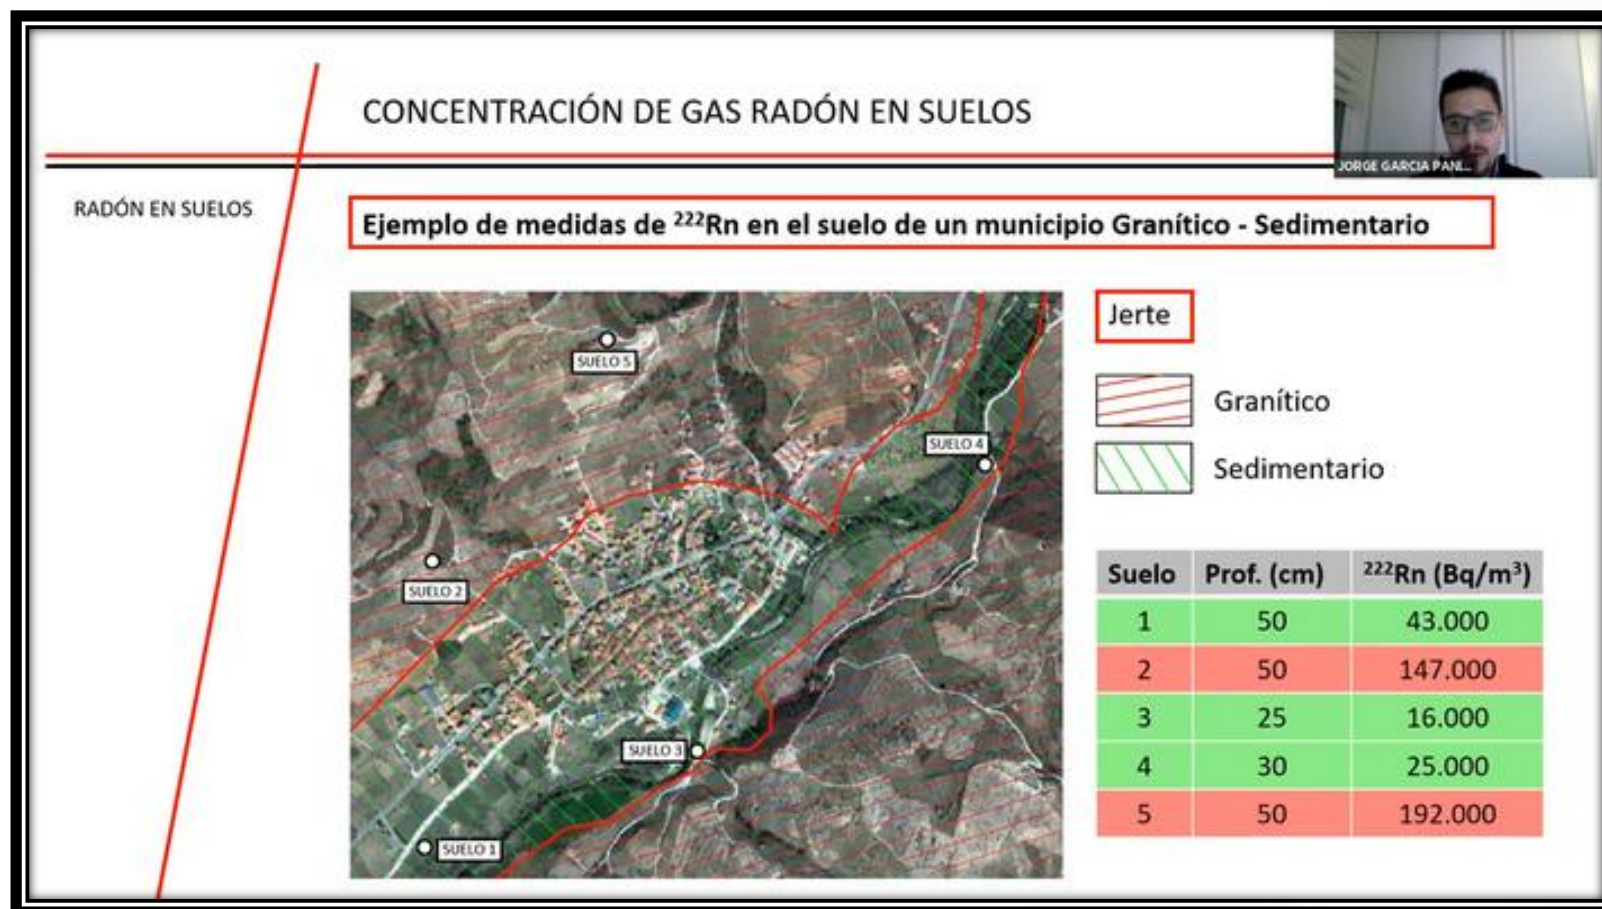 CONCENTRACIÓN DE GAS RADÓN EN SUELOS
JORGE GARCIA PANI...
RADÓN EN SUELOS
Ejemplo de medidas de ²²²Rn en el suelo de un municipio Granítico - Sedimentario
SUELO 5
SUELO 4
SUELO 2
SUELO 3
SUELO 1
Jerte
Granítico
Sedimentario
Suelo Prof. (cm) ²²²Rn (Bq/m³)
1 50 43.000
2 50 147.000
3 25 16.000
4 30 25.000
5 50 192.000